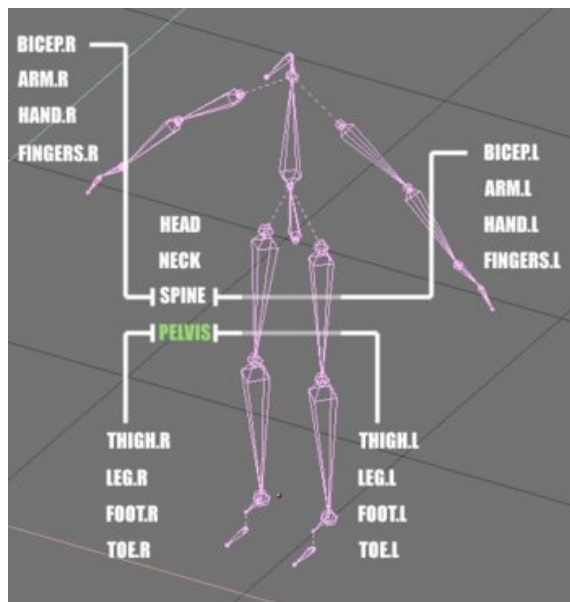 BICEP.R
ARM.R
HAND.R
FINGERS.R
BICEP.L
ARM.L
HAND.L
FINGERS.L
HEAD
NECK
SPINE
PELVIS
THIGH.R
LEG.R
FOOT.R
TOE.R
THIGH.L
LEG.L
FOOT.L
TOE.L